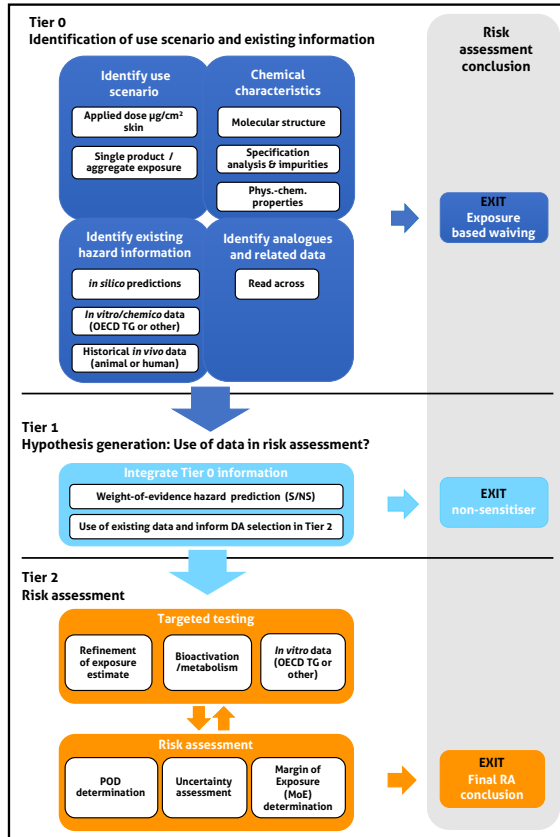 Tier 0
Identification of use scenario and existing information
Risk
assessment
conclusion
Identify use
scenario
Applied dose µg/cm²
skin
Single product /
aggregate exposure
Chemical
characteristics
Molecular structure
Specification
analysis & impurities
Phys.-chem.
properties
Identify existing
hazard information
in silico predictions
In vitro/chemico data
(OECD TG or other)
Historical in vivo data
(animal or human)
Identify analogues
and related data
Read across
EXIT
Exposure
based waiving
Tier 1
Hypothesis generation: Use of data in risk assessment?
Integrate Tier 0 information
Weight-of-evidence hazard prediction (S/NS)
Use of existing data and inform DA selection in Tier 2
EXIT
non-sensitiser
Tier 2
Risk assessment
Targeted testing
Refinement
of exposure
estimate
Bioactivation
/metabolism
In vitro data
(OECD TG or
other)
Risk assessment
POD
determination
Uncertainty
assessment
Margin of
Exposure
(MoE)
determination
EXIT
Final RA
conclusion